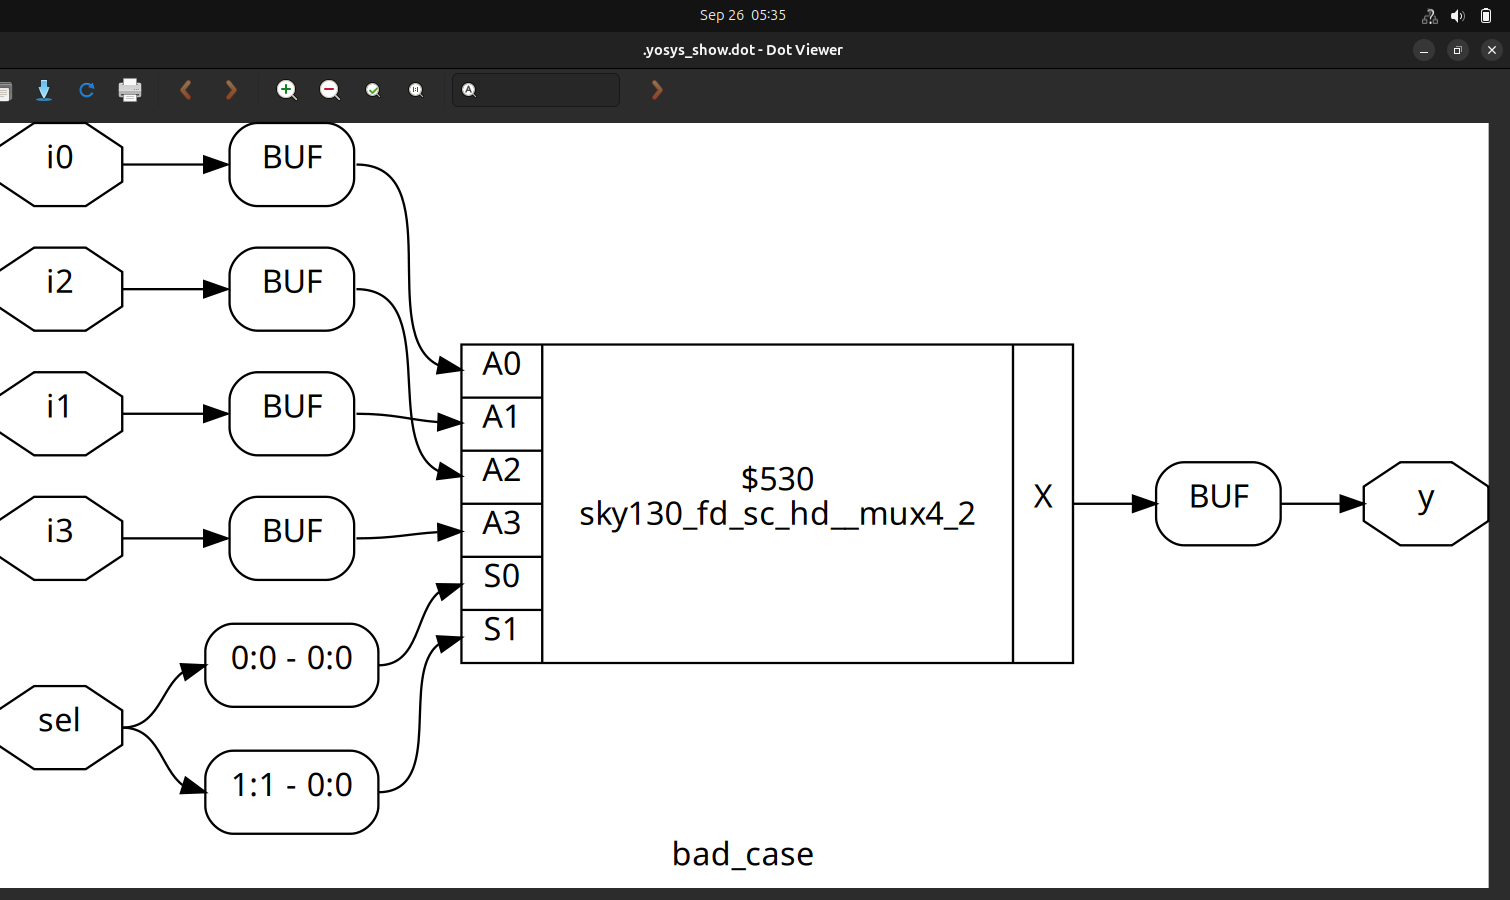 Sep 26 05:35
.yosys_show.dot - Dot Viewer
i0
BUF
i2
BUF
i1
BUF
i3
BUF
sel
0:0 - 0:0
1:1 - 0:0
A0
A1
A2
A3
S0
S1
$530
sky130_fd_sc_hd__mux4_2
X
BUF
y
bad_case